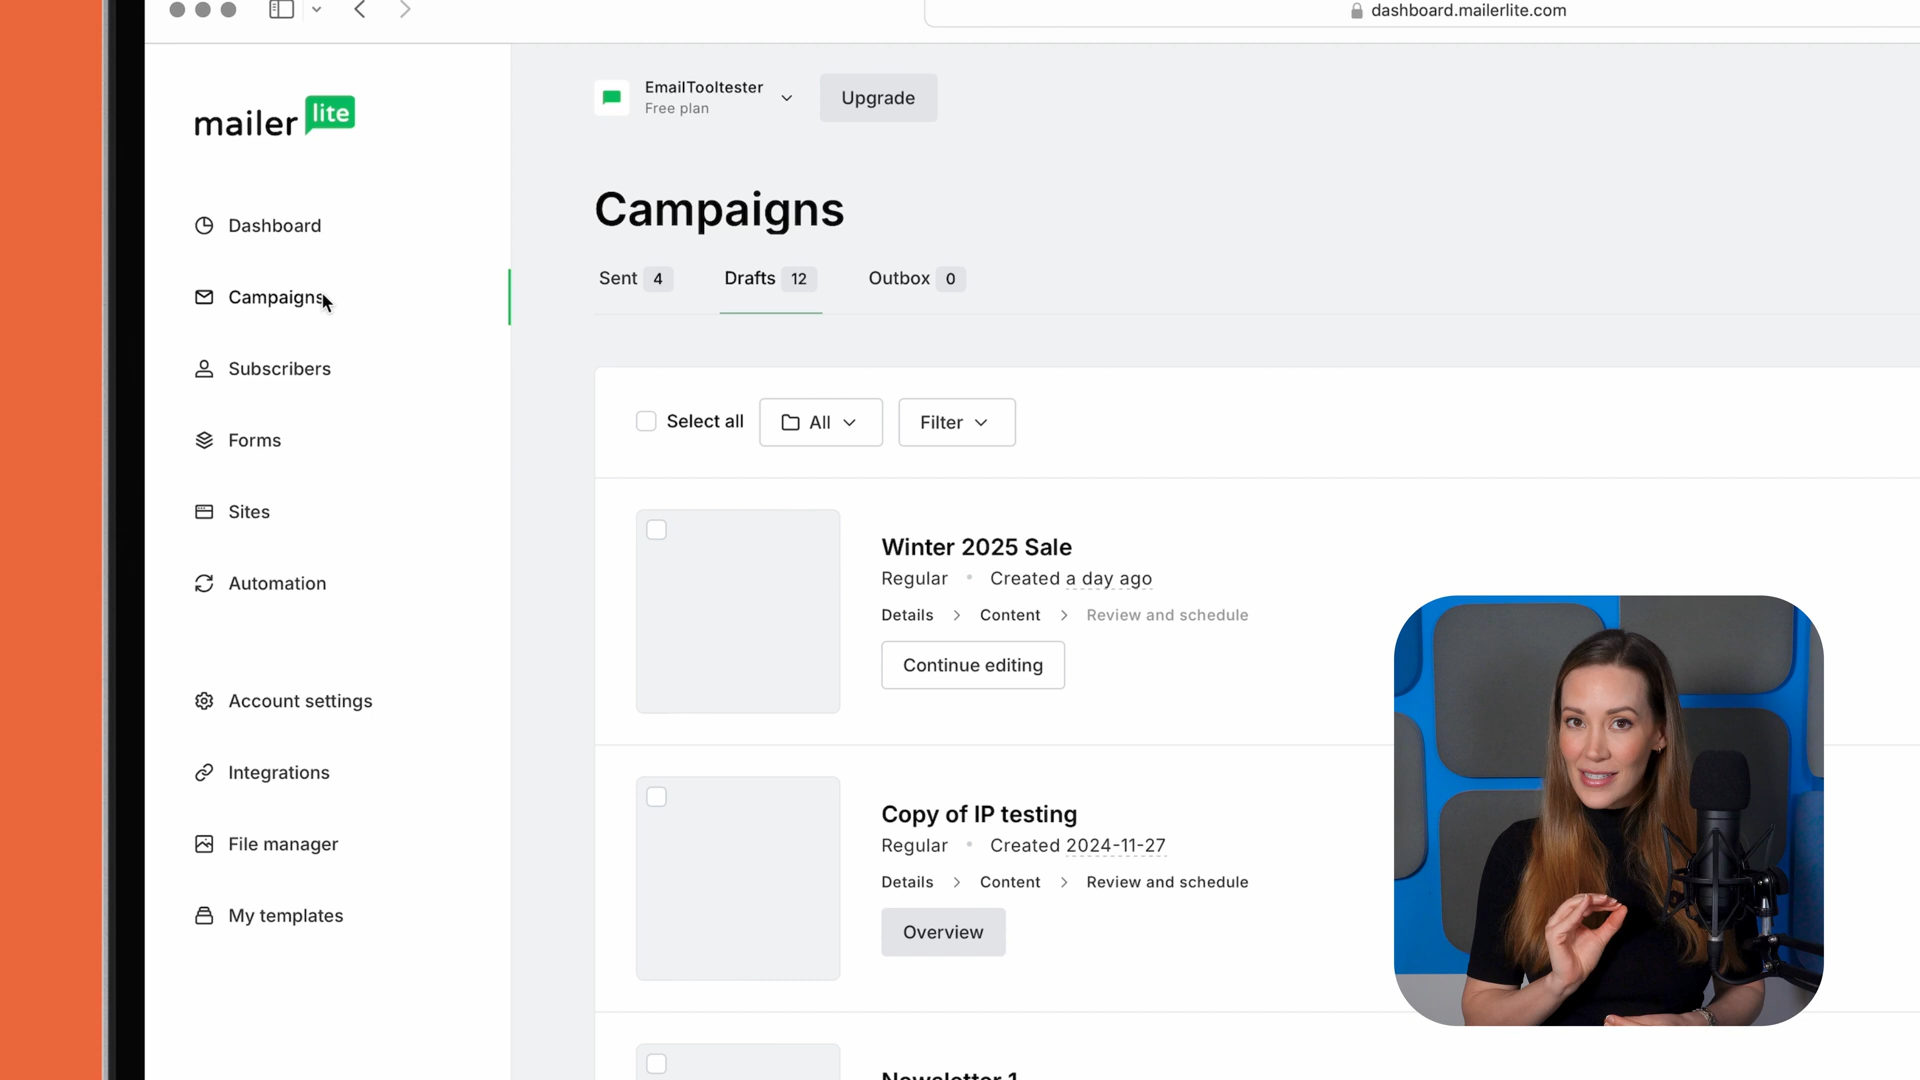 dashboard.mailerlite.com
mailer lite
EmailTooltester
Free plan
Upgrade
Dashboard
Campaigns
Subscribers
Forms
Sites
Automation
Account settings
Integrations
File manager
My templates
Campaigns
Sent 4
Drafts 12
Outbox 0
Select all
All
Filter
Winter 2025 Sale
Regular • Created a day ago
Details > Content > Review and schedule
Continue editing
Copy of IP testing
Regular • Created 2024-11-27
Details > Content > Review and schedule
Overview
Newsletter 1